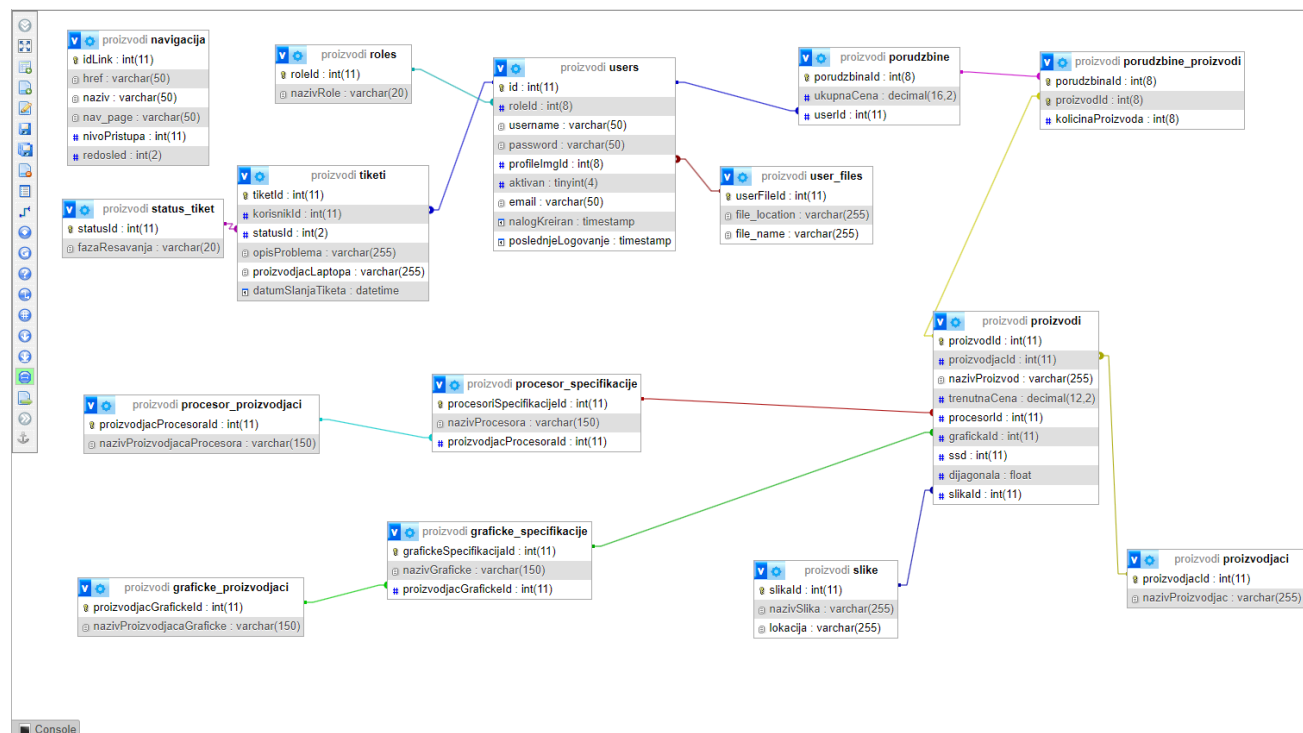 proizvodi navigacija
idLink : int(11)
href : varchar(50)
naziv : varchar(50)
nav_page : varchar(50)
nivoPristupa : int(11)
redosled : int(2)
proizvodi roles
roleId : int(11)
nazivRole : varchar(20)
proizvodi users
id : int(11)
roleId : int(8)
username : varchar(50)
password : varchar(50)
profileImgId : int(8)
aktivan : tinyint(4)
email : varchar(50)
nalogKreiran : timestamp
poslednjeLogovanje : timestamp
proizvodi porudzbine
porudzbinaId : int(8)
ukupnaCena : decimal(16,2)
userId : int(11)
proizvodi porudzbine_proizvodi
porudzbinaId : int(8)
proizvodId : int(8)
kolicinaProizvoda : int(8)
proizvodi status_tiket
statusId : int(11)
fazaResavanja : varchar(20)
proizvodi tiketi
tiketId : int(11)
korisnikId : int(11)
statusId : int(2)
opisProblema : varchar(255)
proizvodjacLaptopa : varchar(255)
datumSlanjaTiketa : datetime
proizvodi user_files
userFileId : int(11)
file_location : varchar(255)
file_name : varchar(255)
proizvodi proizvodi
proizvodId : int(11)
proizvodjacId : int(11)
nazivProizvod : varchar(255)
trenutnaCena : decimal(12,2)
procesorId : int(11)
grafickaId : int(11)
ssd : int(11)
dijagonala : float
slikaId : int(11)
proizvodi procesor_proizvodjaci
proizvodjacProcesoraId : int(11)
nazivProizvodjacaProcesora : varchar(150)
proizvodi procesor_specifikacije
procesoriSpecifikacijeId : int(11)
nazivProcesora : varchar(150)
proizvodjacProcesoraId : int(11)
proizvodi graficke_specifikacije
grafickeSpecifikacijaId : int(11)
nazivGraficke : varchar(150)
proizvodjacGrafickeId : int(11)
proizvodi graficke_proizvodjaci
proizvodjacGrafickeId : int(11)
nazivProizvodjacaGraficke : varchar(150)
proizvodi slike
slikaId : int(11)
nazivSlika : varchar(255)
lokacija : varchar(255)
proizvodi proizvodjaci
proizvodjacId : int(11)
nazivProizvodjac : varchar(255)
Console